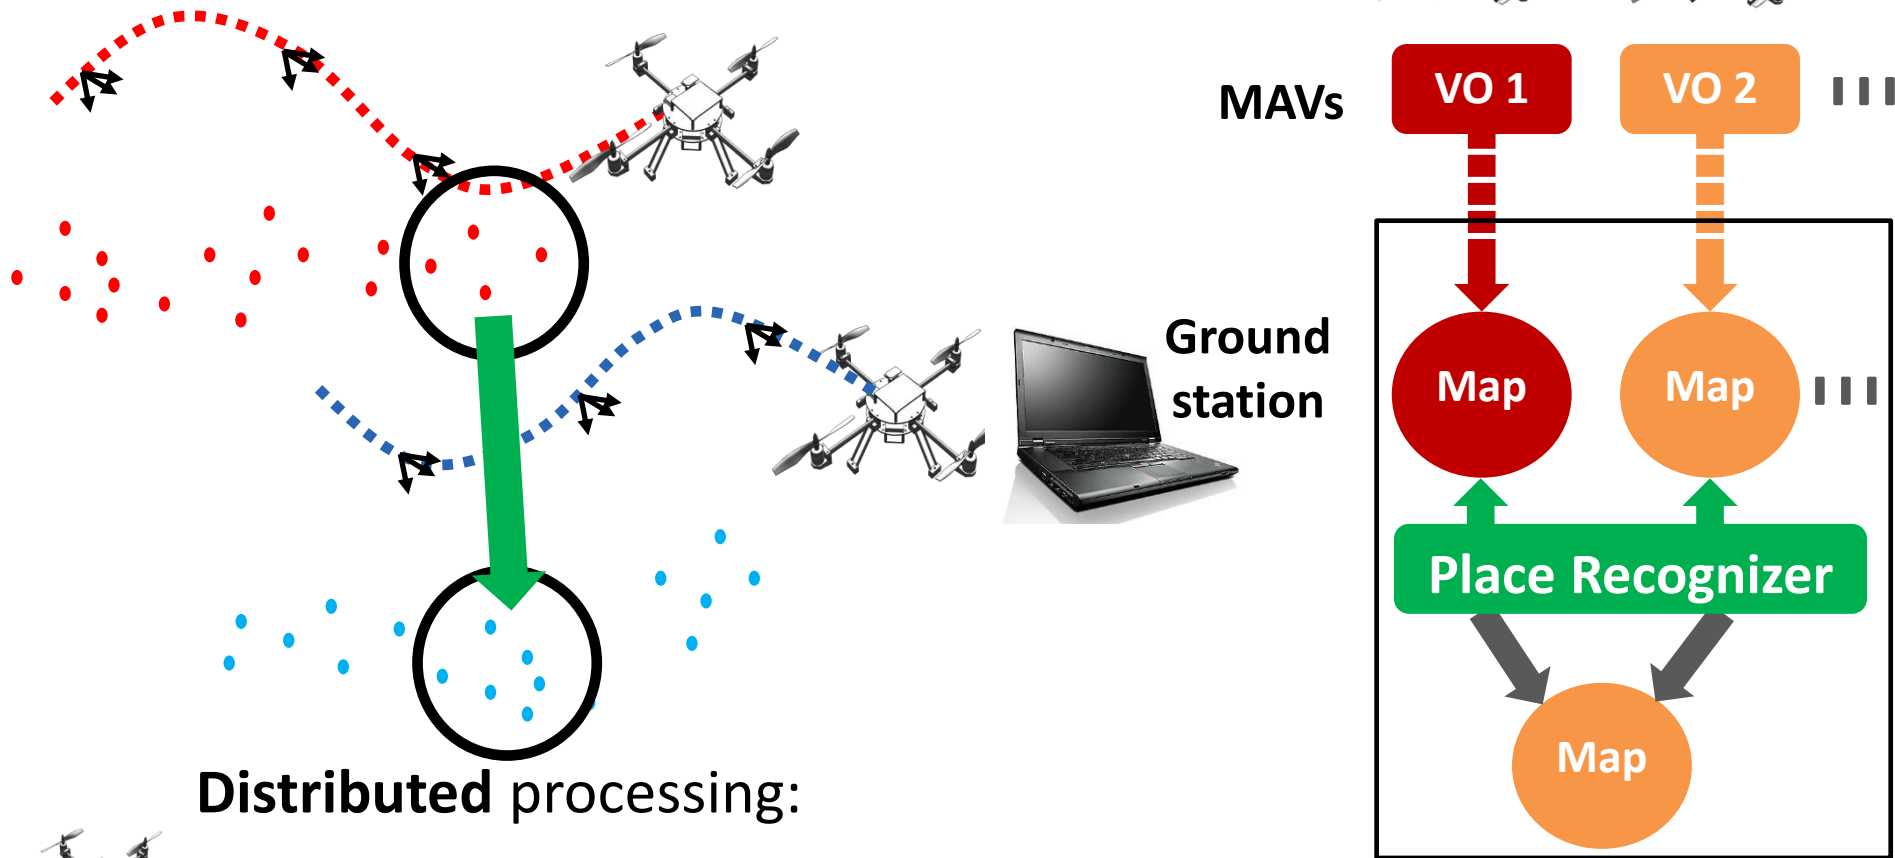 MAVs
VO 1
VO 2
Ground
station
Map
Map
Place Recognizer
Map
Distributed processing: